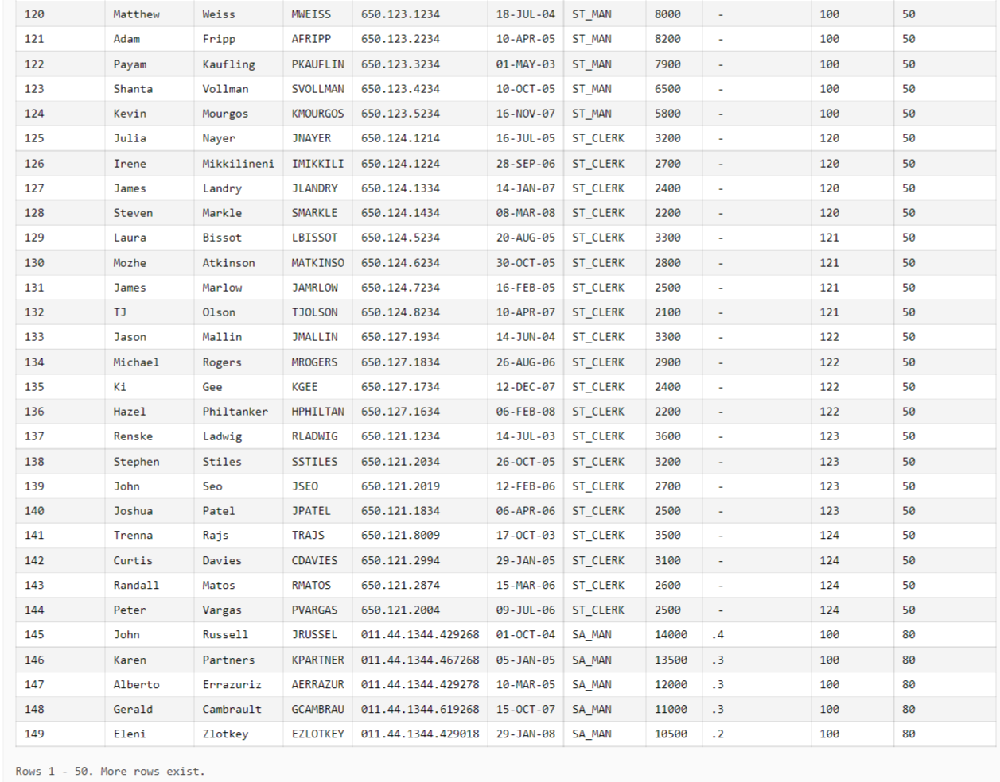 120 Matthew Weiss MWEISS 650.123.1234 18-JUL-04 ST_MAN 8000 - 100 50
121 Adam Fripp AFRIPP 650.123.2234 10-APR-05 ST_MAN 8200 - 100 50
122 Payam Kaufling PKAUFLIN 650.123.3234 01-MAY-03 ST_MAN 7900 - 100 50
123 Shanta Vollman SVOLLMAN 650.123.4234 10-OCT-05 ST_MAN 6500 - 100 50
124 Kevin Mourgos KMOURGOS 650.123.5234 16-NOV-07 ST_MAN 5800 - 100 50
125 Julia Nayer JNAYER 650.124.1214 16-JUL-05 ST_CLERK 3200 - 120 50
126 Irene Mikkilineni IMIKKILI 650.124.1224 28-SEP-06 ST_CLERK 2700 - 120 50
127 James Landry JLANDRY 650.124.1334 14-JAN-07 ST_CLERK 2400 - 120 50
128 Steven Markle SMARKLE 650.124.1434 08-MAR-08 ST_CLERK 2200 - 120 50
129 Laura Bissot LBISSOT 650.124.5234 20-AUG-05 ST_CLERK 3300 - 121 50
130 Mozhe Atkinson MATKINSO 650.124.6234 30-OCT-05 ST_CLERK 2800 - 121 50
131 James Marlow JAMRLOW 650.124.7234 16-FEB-05 ST_CLERK 2500 - 121 50
132 TJ Olson TJOLSON 650.124.8234 10-APR-07 ST_CLERK 2100 - 121 50
133 Jason Mallin JMALLIN 650.127.1934 14-JUN-04 ST_CLERK 3300 - 122 50
134 Michael Rogers MROGERS 650.127.1834 26-AUG-06 ST_CLERK 2900 - 122 50
135 Ki Gee KGEE 650.127.1734 12-DEC-07 ST_CLERK 2400 - 122 50
136 Hazel Philtanker HPHILTAN 650.127.1634 06-FEB-08 ST_CLERK 2200 - 122 50
137 Renske Ladwig RLADWIG 650.121.1234 14-JUL-03 ST_CLERK 3600 - 123 50
138 Stephen Stiles SSTILES 650.121.2034 26-OCT-05 ST_CLERK 3200 - 123 50
139 John Seo JSEO 650.121.2019 12-FEB-06 ST_CLERK 2700 - 123 50
140 Joshua Patel JPATEL 650.121.1834 06-APR-06 ST_CLERK 2500 - 123 50
141 Trenna Rajs TRAJS 650.121.8009 17-OCT-03 ST_CLERK 3500 - 124 50
142 Curtis Davies CDAVIES 650.121.2994 29-JAN-05 ST_CLERK 3100 - 124 50
143 Randall Matos RMATOS 650.121.2874 15-MAR-06 ST_CLERK 2600 - 124 50
144 Peter Vargas PVARGAS 650.121.2004 09-JUL-06 ST_CLERK 2500 - 124 50
145 John Russell JRUSSEL 011.44.1344.429268 01-OCT-04 SA_MAN 14000 .4 100 80
146 Karen Partners KPARTNER 011.44.1344.467268 05-JAN-05 SA_MAN 13500 .3 100 80
147 Alberto Errazuriz AERRAZUR 011.44.1344.429278 10-MAR-05 SA_MAN 12000 .3 100 80
148 Gerald Cambrault GCAMBRAU 011.44.1344.619268 15-OCT-07 SA_MAN 11000 .3 100 80
149 Eleni Zlotkey EZLOTKEY 011.44.1344.429018 29-JAN-08 SA_MAN 10500 .2 100 80
Rows 1 - 50. More rows exist.